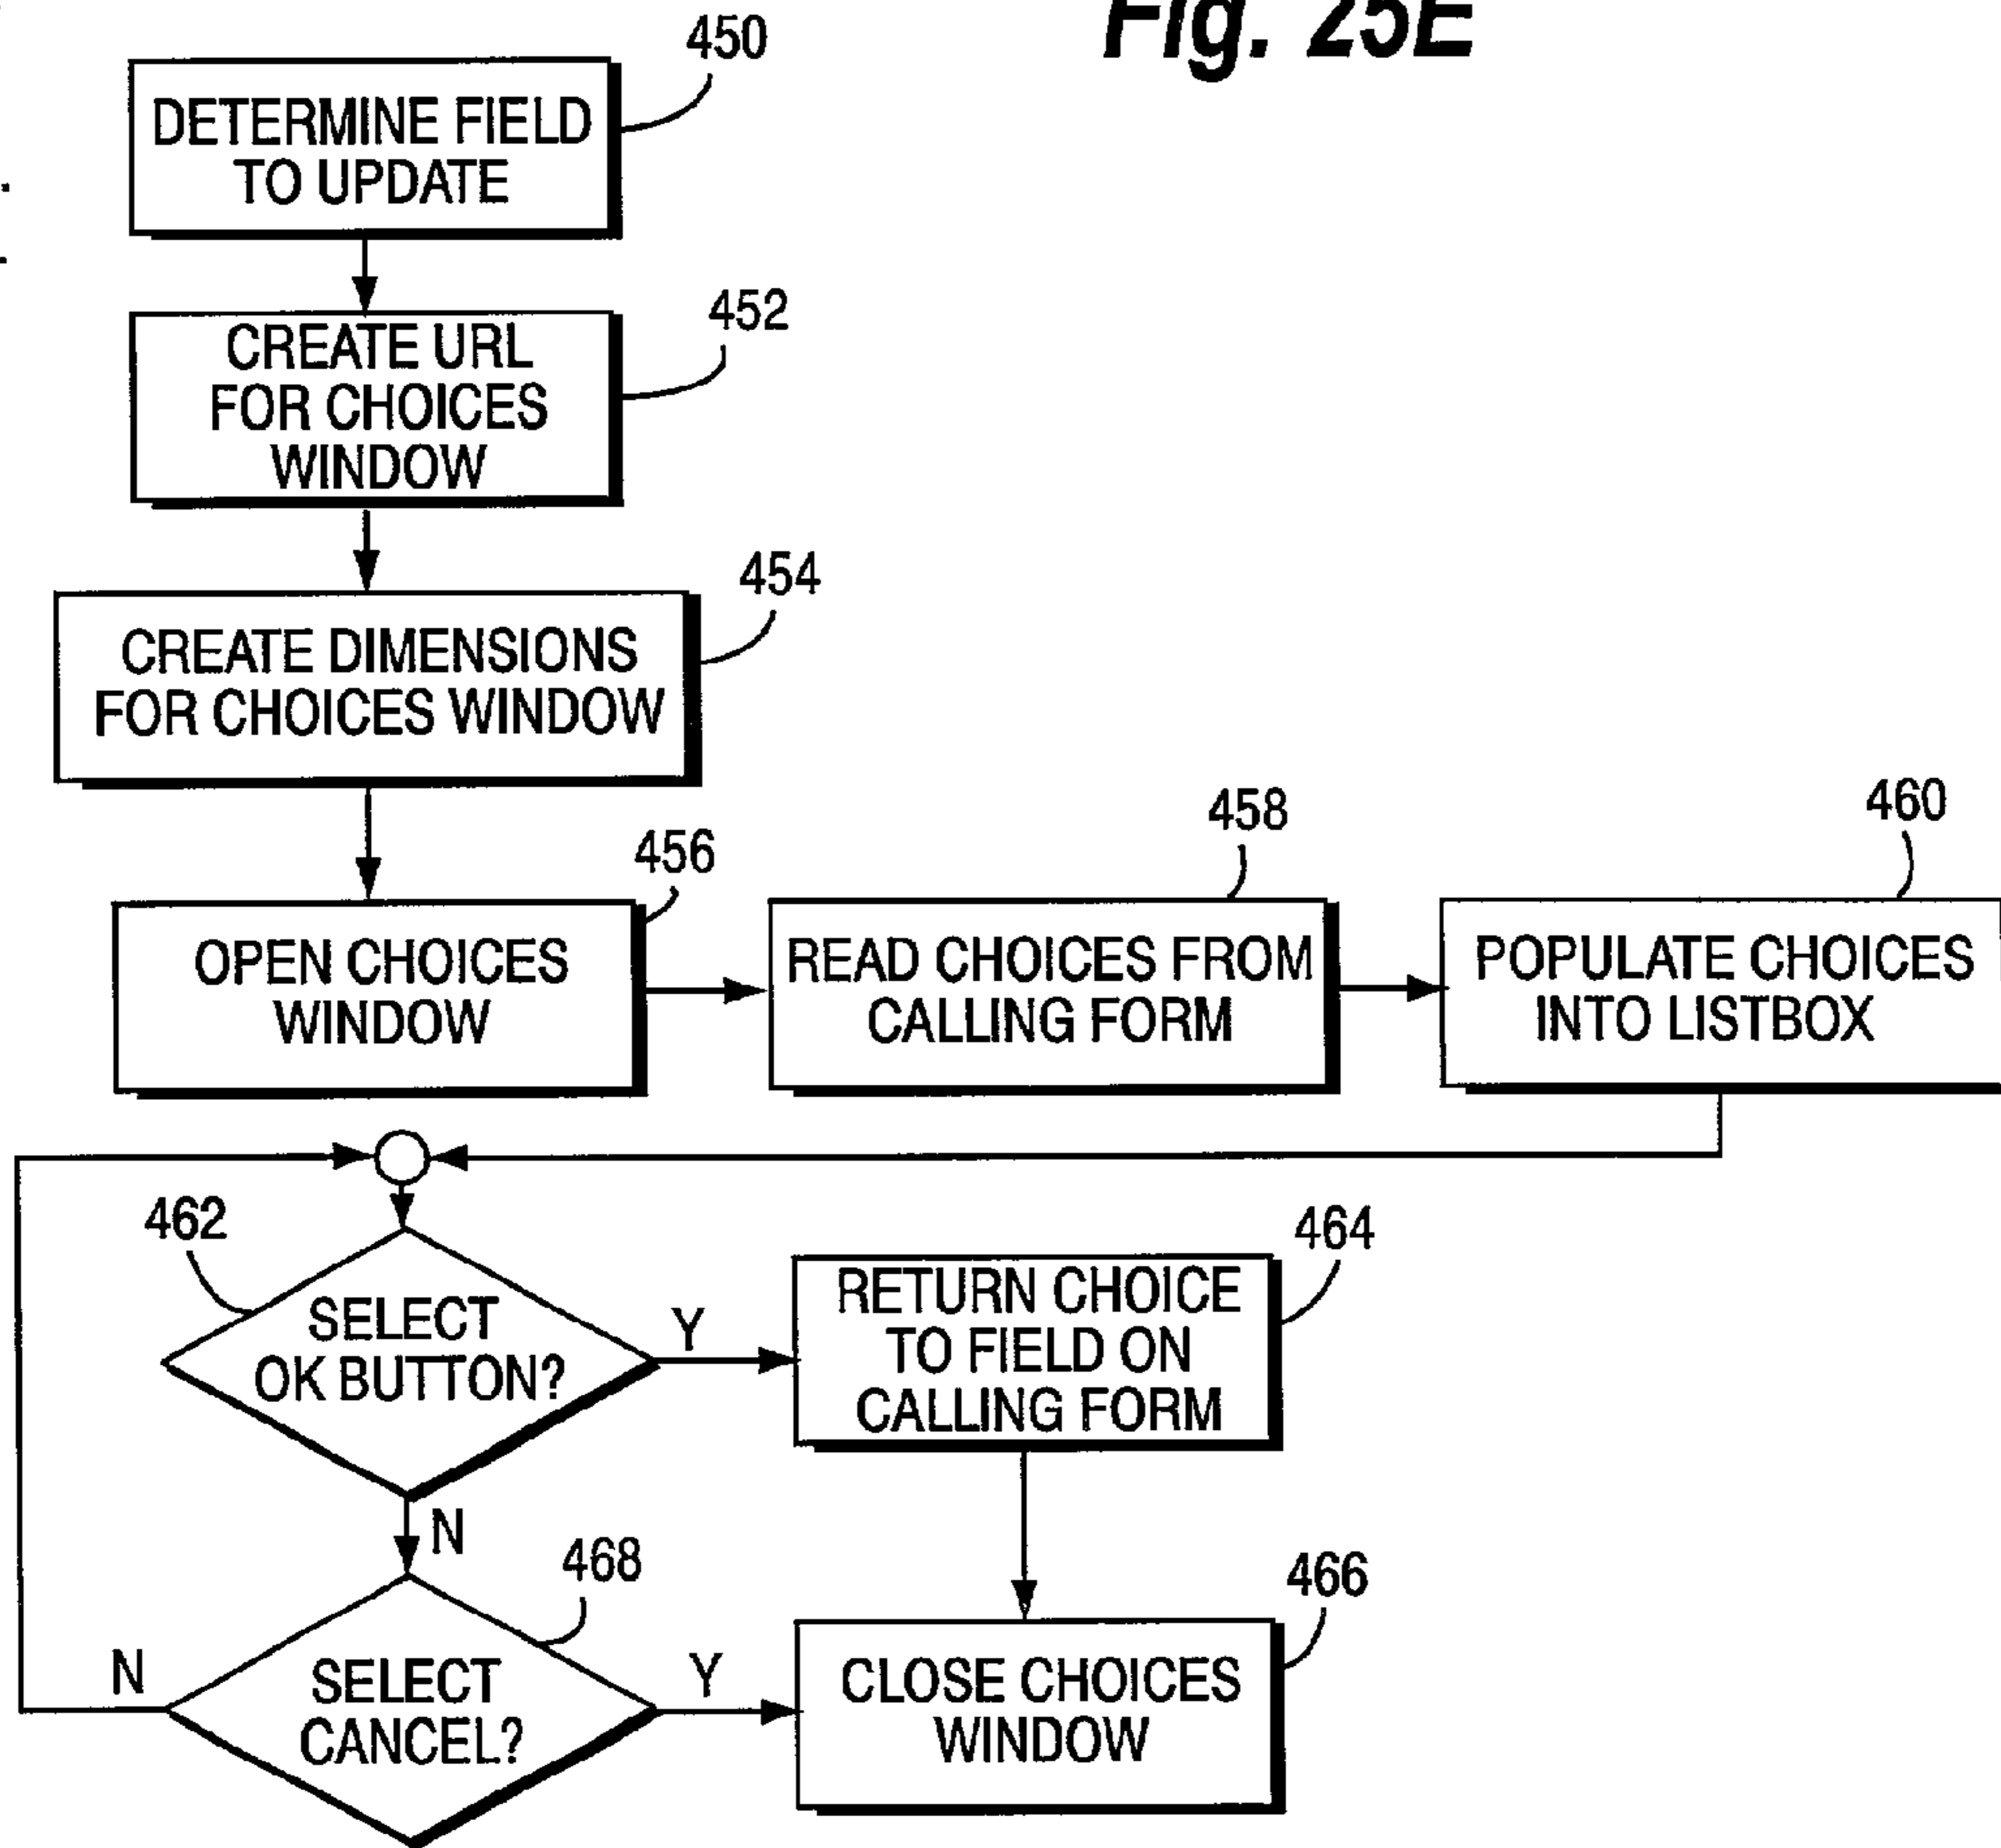 Fig. 25E
450
DETERMINE FIELD
TO UPDATE
452
CREATE URL
FOR CHOICES
WINDOW
454
CREATE DIMENSIONS
FOR CHOICES WINDOW
456
OPEN CHOICES
WINDOW
458
READ CHOICES FROM
CALLING FORM
460
POPULATE CHOICES
INTO LISTBOX
462
SELECT
OK BUTTON?
Y
N
464
RETURN CHOICE
TO FIELD ON
CALLING FORM
468
SELECT
CANCEL?
N
Y
466
CLOSE CHOICES
WINDOW